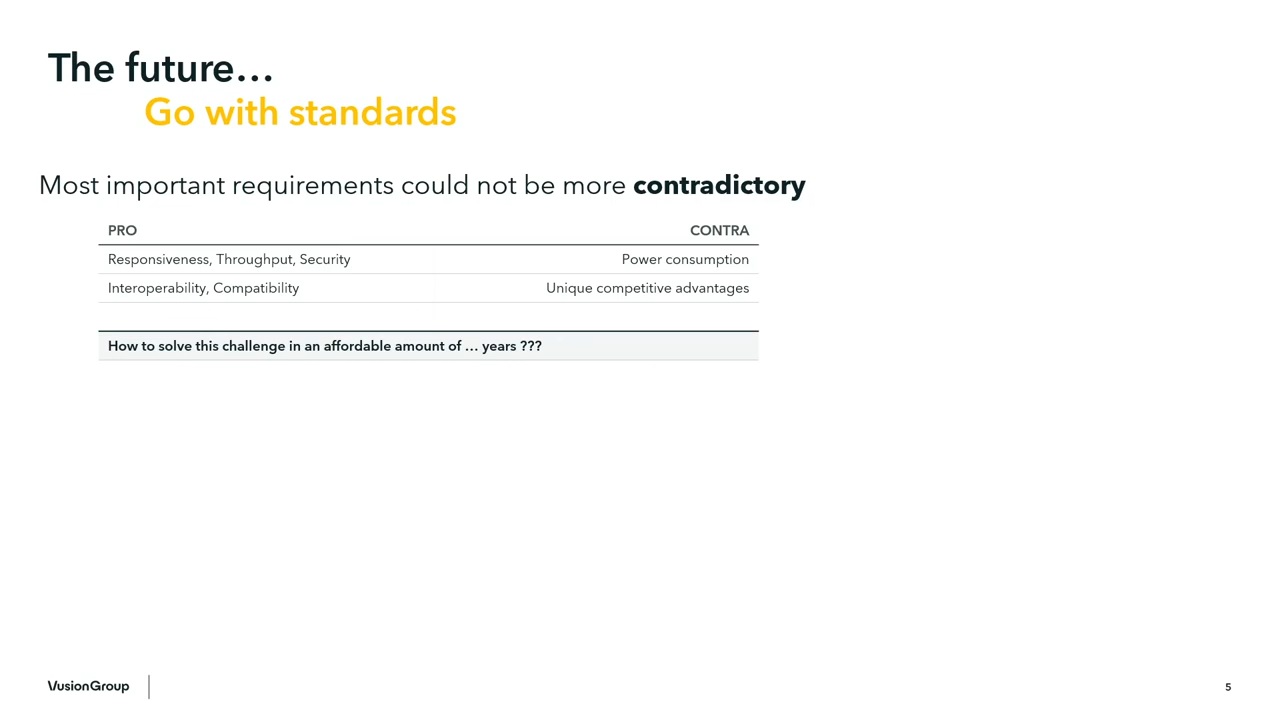 The future…
Go with standards
Most important requirements could not be more contradictory
PRO CONTRA
Responsiveness, Throughput, Security Power consumption
Interoperability, Compatibility Unique competitive advantages
How to solve this challenge in an affordable amount of … years ???
VusionGroup
5